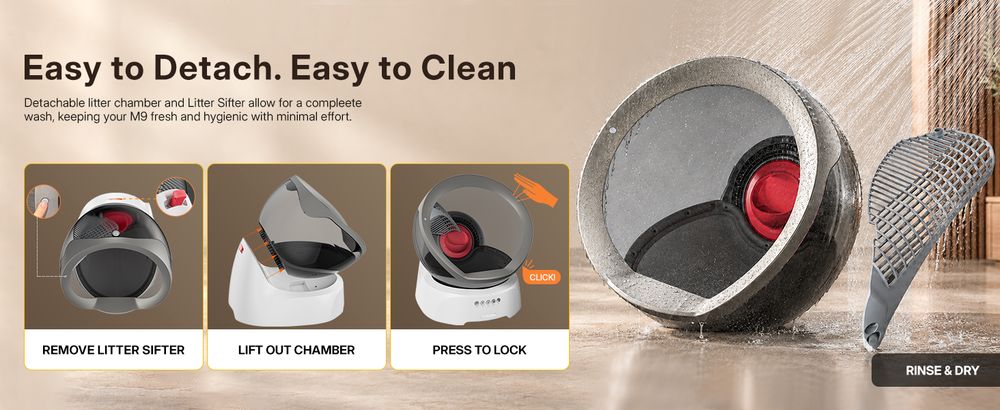 Easy to Detach. Easy to Clean
Detachable litter chamber and Litter Sifter allow for a compleete
wash, keeping your M9 fresh and hygienic with minimal effort.
CLICK!
REMOVE LITTER SIFTER
LIFT OUT CHAMBER
PRESS TO LOCK
RINSE & DRY